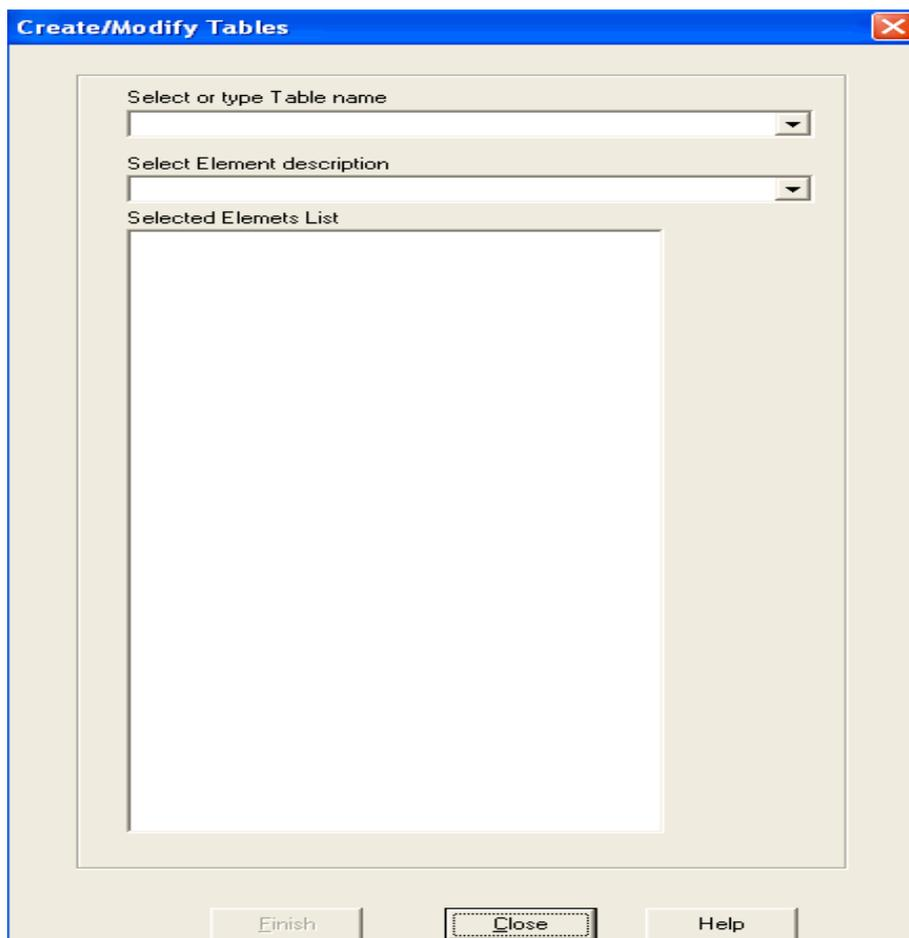 Create/Modify Tables
Select or type Table name
Select Element description
Selected Elemets List
Finish Close Help